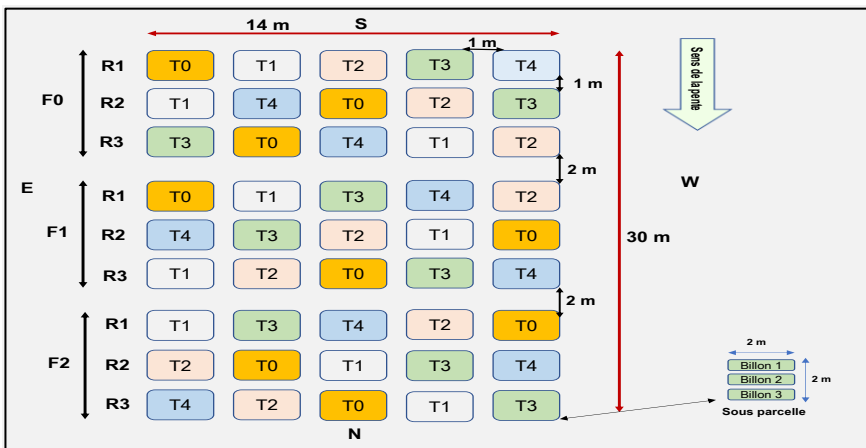 14 m S
1 m
R1 T0 T1 T2 T3 T4
1 m
F0 R2 T1 T4 T0 T2 T3
R3 T3 T0 T4 T1 T2
Sens de la pente
2 m
E W
R1 T0 T1 T3 T4 T2
F1 R2 T4 T3 T2 T1 T0
30 m
R3 T1 T2 T0 T3 T4
2 m
R1 T1 T3 T4 T2 T0
F2 R2 T2 T0 T1 T3 T4
R3 T4 T2 T0 T1 T3
N
2 m
Billon 1
Billon 2
2 m
Billon 3
Sous parcelle